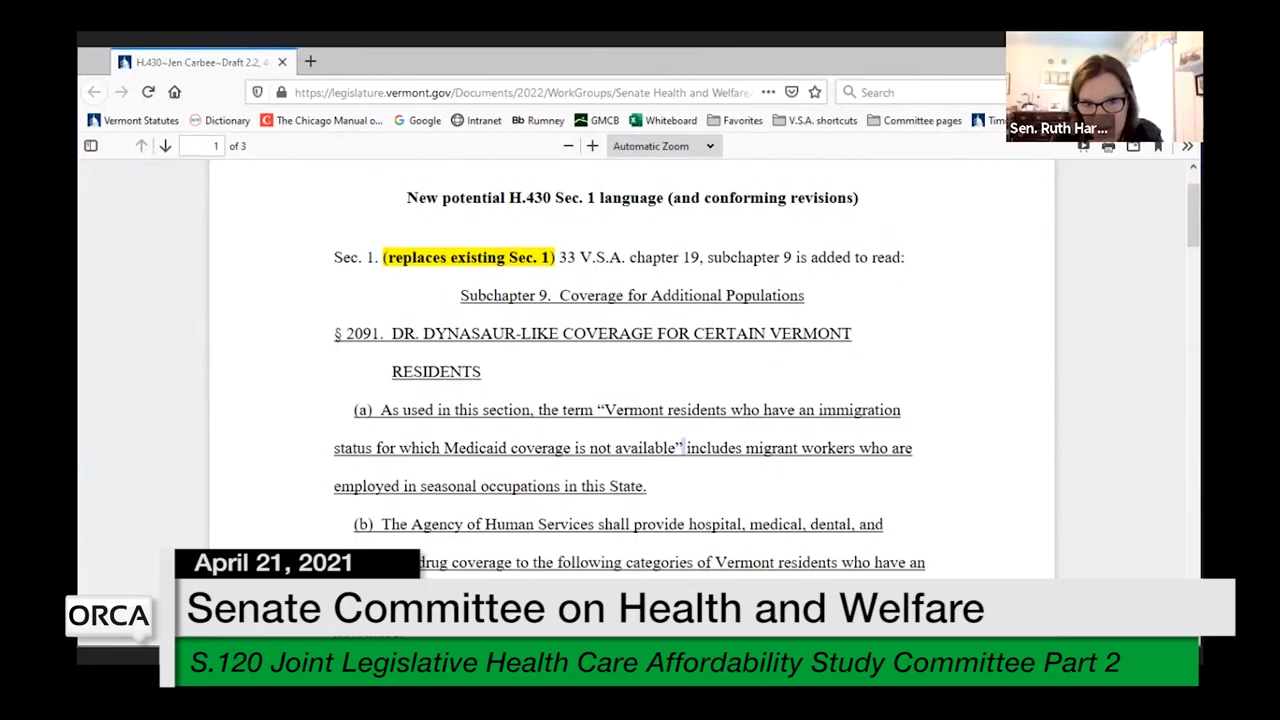 H.430~Jen Carbee~Draft 2.2, 4-
https://legislature.vermont.gov/Documents/2022/WorkGroups/Senate Health and Welfare
Search
Vermont Statutes
Dictionary
The Chicago Manual o...
Google
Intranet
Bb Rumney
GMCB
Whiteboard
Favorites
V.S.A. shortcuts
Committee pages
Tim
Sen. Ruth Har...
1 of 3
Automatic Zoom
New potential H.430 Sec. 1 language (and conforming revisions)
Sec. 1. (replaces existing Sec. 1) 33 V.S.A. chapter 19, subchapter 9 is added to read:
Subchapter 9. Coverage for Additional Populations
§ 2091. DR. DYNASAUR-LIKE COVERAGE FOR CERTAIN VERMONT
RESIDENTS
(a) As used in this section, the term “Vermont residents who have an immigration
status for which Medicaid coverage is not available” includes migrant workers who are
employed in seasonal occupations in this State.
(b) The Agency of Human Services shall provide hospital, medical, dental, and
drug coverage to the following categories of Vermont residents who have an
April 21, 2021
ORCA
Senate Committee on Health and Welfare
S.120 Joint Legislative Health Care Affordability Study Committee Part 2